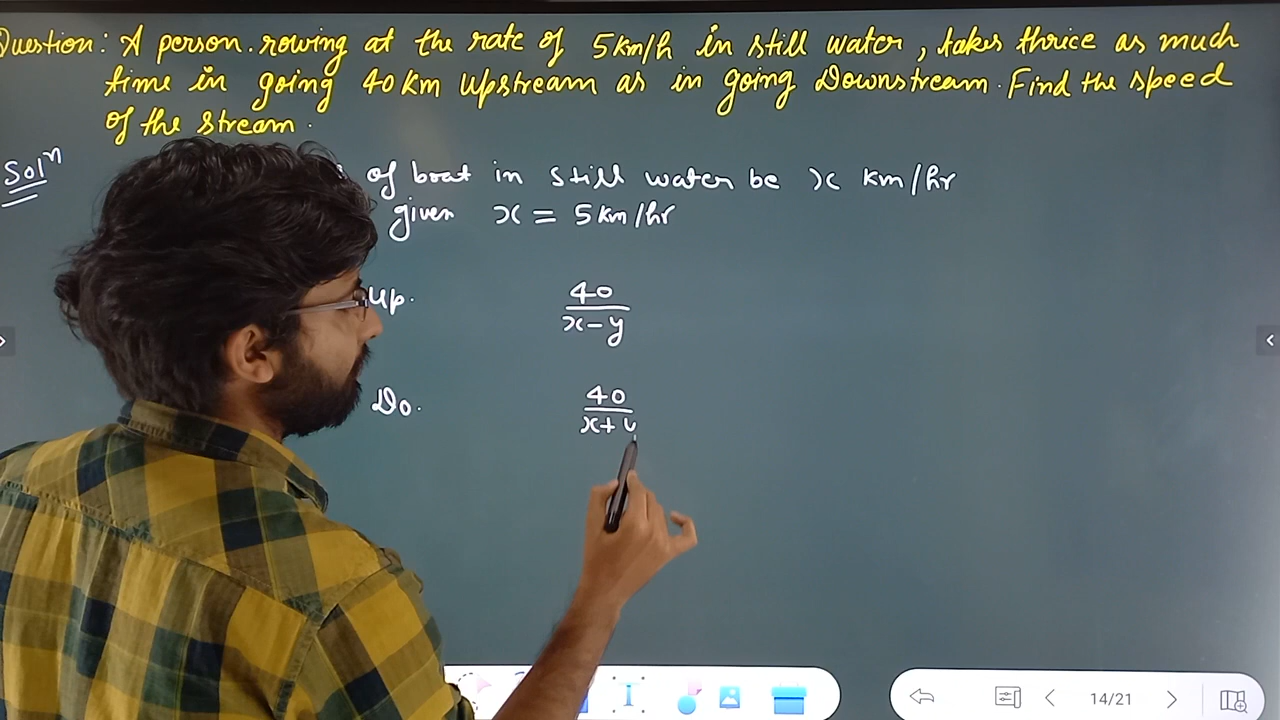 Question: A person rowing at the rate of 5km/h in still water, takes thrice as much
time in going 40km upstream as in going Downstream. Find the speed
of the stream.
Solⁿ
of boat in still water be x km/hr
given x = 5km/hr
Up.
40
x-y
Do.
40
x+y
14/21